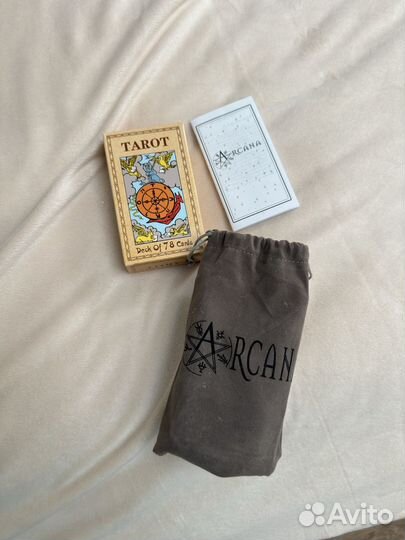 TAROT
Deck Of 78 Cards
ARCANA
ARCAN
Avito